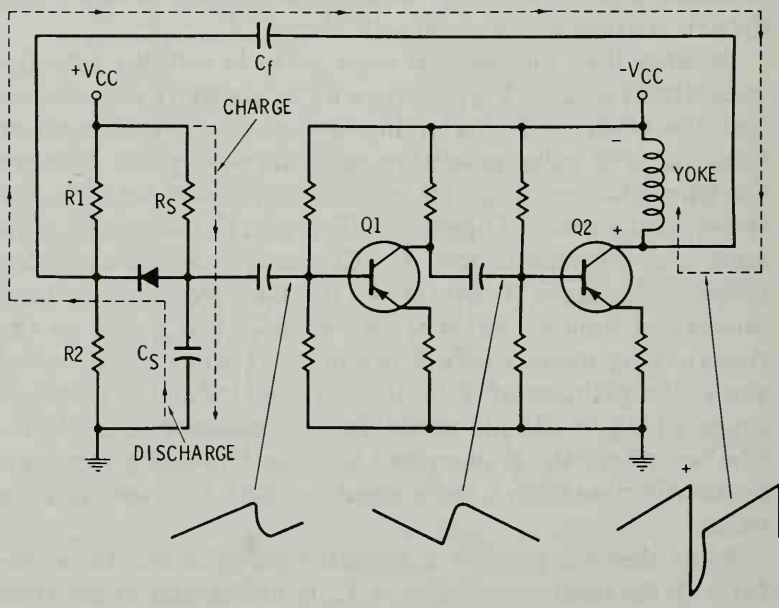 Cf
+VCC
-VCC
CHARGE
-
YOKE
R1
RS
Q1
Q2
+
R2
CS
DISCHARGE
+